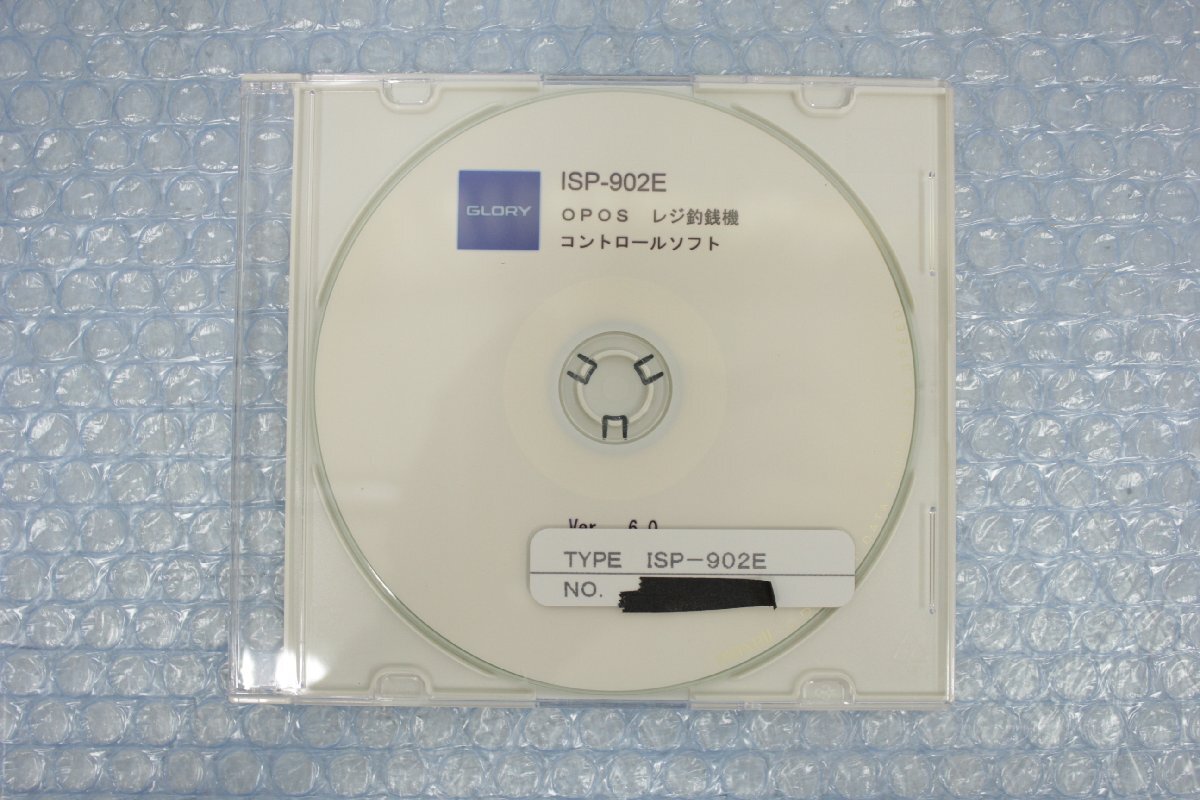 GLORY
ISP-902E
OPOS　レジ釣銭機
コントロールソフト
Ver 6.0
TYPE ISP-902E
NO.